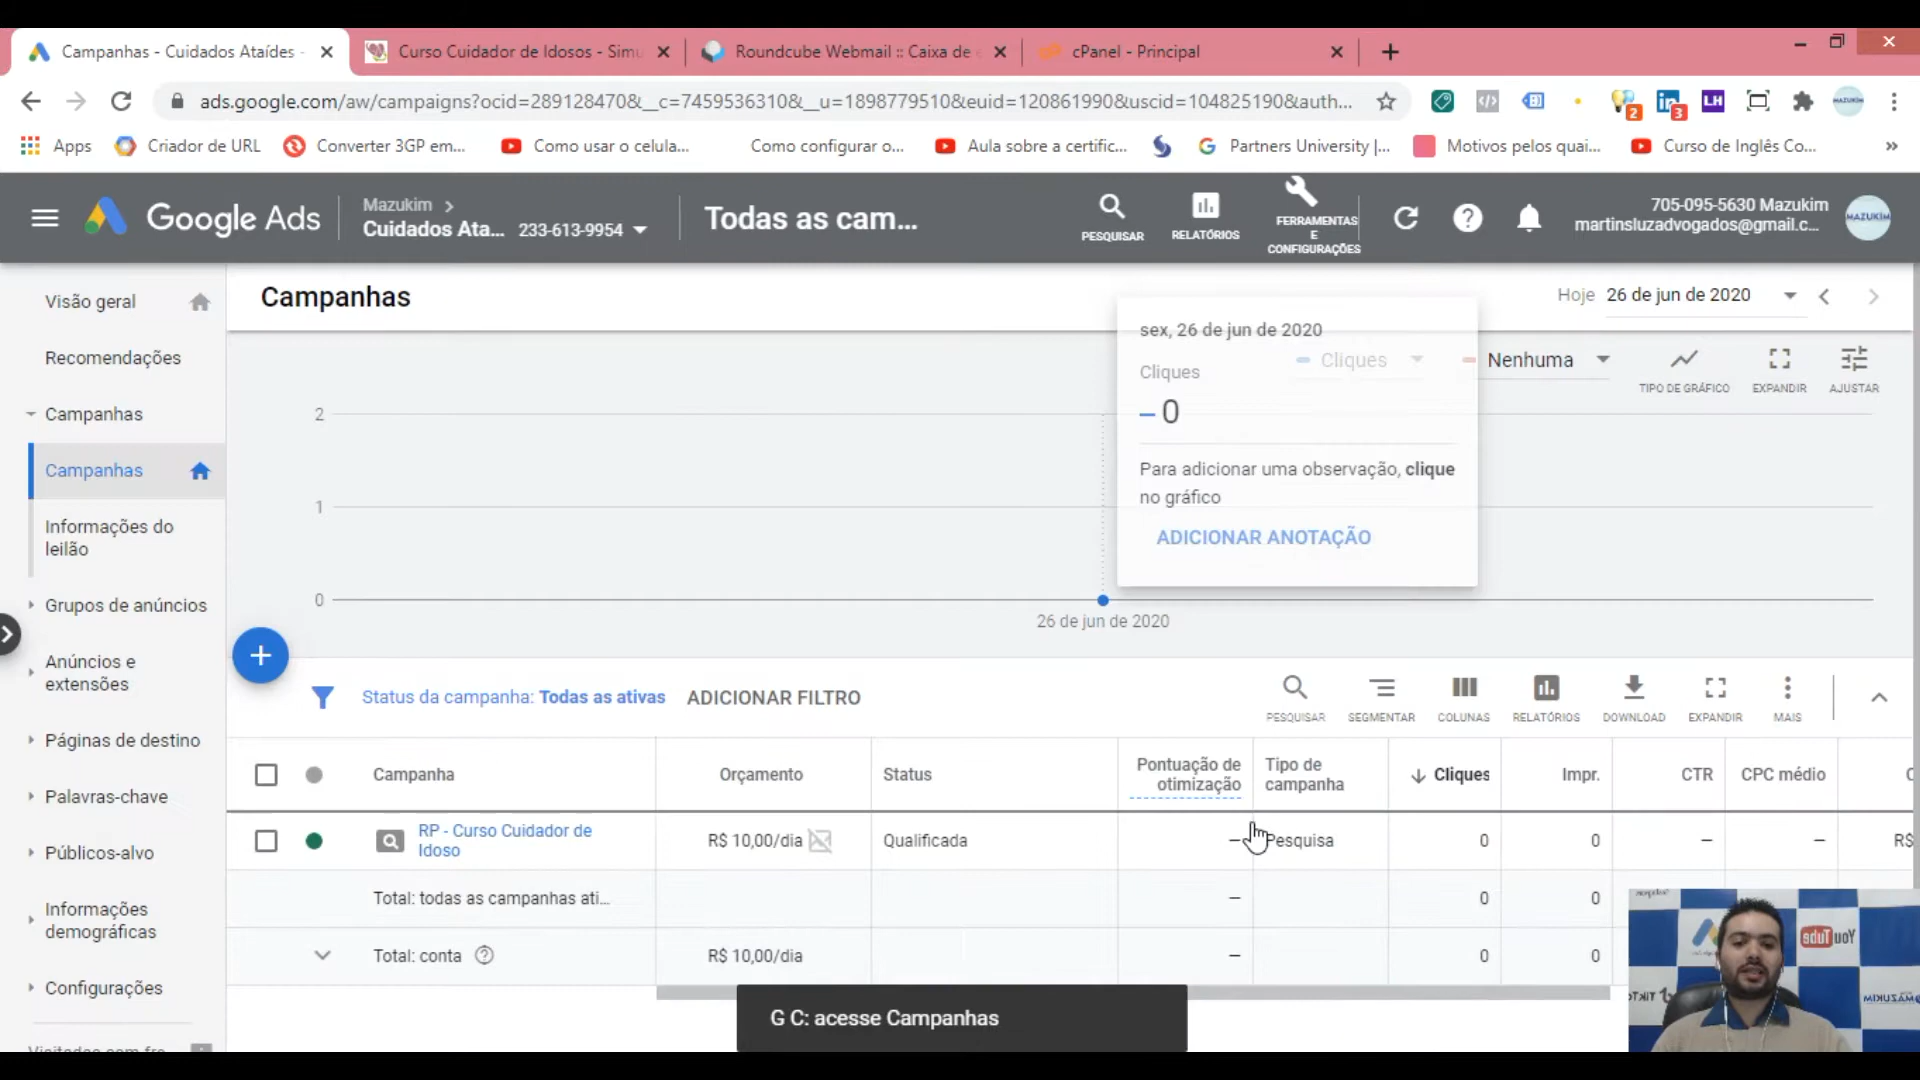 Campanhas - Cuidados Ataídes -
Curso Cuidador de Idosos - Simu
Roundcube Webmail :: Caixa de e
cPanel - Principal
ads.google.com/aw/campaigns?ocid=289128470&__c=7459536310&__u=1898779510&euid=120861990&uscid=104825190&auth...
2
3
LH
MAZUKIM
Apps
Criador de URL
Converter 3GP em...
Como usar o celula...
Como configurar o...
Aula sobre a certific...
Partners University |...
Motivos pelos quai...
Curso de Inglês Co...
»
Google Ads
Mazukim
Cuidados Ata... 233-613-9954
Todas as cam...
PESQUISAR
RELATÓRIOS
FERRAMENTAS
E
CONFIGURAÇÕES
705-095-5630 Mazukim
martinsluzadvogados@gmail.c...
MAZUKIM
Visão geral
Recomendações
Campanhas
Campanhas
Informações do
leilão
Grupos de anúncios
Anúncios e
extensões
Páginas de destino
Palavras-chave
Públicos-alvo
Informações
demográficas
Configurações
Campanhas
Hoje 26 de jun de 2020
sex, 26 de jun de 2020
Cliques
Nenhuma
Cliques
0
Para adicionar uma observação, clique
no gráfico
ADICIONAR ANOTAÇÃO
TIPO DE GRÁFICO
EXPANDIR
AJUSTAR
2
1
0
26 de jun de 2020
Status da campanha: Todas as ativas
ADICIONAR FILTRO
PESQUISAR
SEGMENTAR
COLUNAS
RELATÓRIOS
DOWNLOAD
EXPANDIR
MAIS
Campanha
Orçamento
Status
Pontuação de
otimização
Tipo de
campanha
Cliques
Impr.
CTR
CPC médio
C
RP - Curso Cuidador de
Idoso
R$ 10,00/dia
Qualificada
–
Pesquisa
0
0
–
–
R$
Total: todas as campanhas ati...
–
0
0
Total: conta
R$ 10,00/dia
–
0
0
G C: acesse Campanhas
YouTube
TikT
MAZUKIM